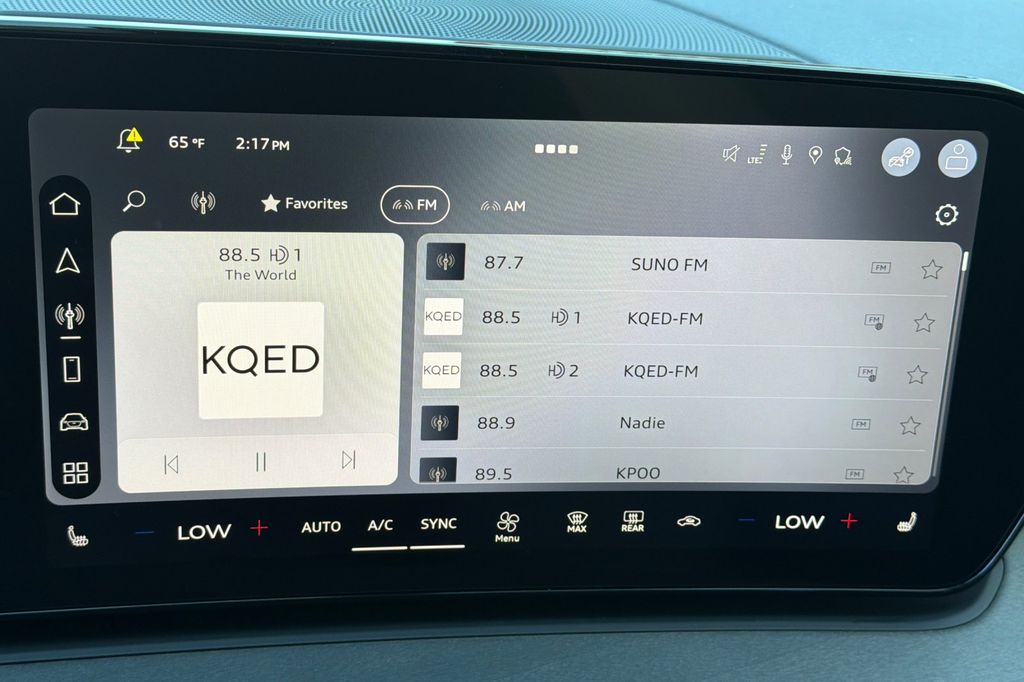 65 °F 2:17 PM
LTE
Favorites FM AM
88.5 HD 1
The World
KQED
87.7 SUNO FM FM
KQED 88.5 HD 1 KQED-FM FM
KQED 88.5 HD 2 KQED-FM FM
88.9 Nadie FM
89.5 KPOO FM
LOW AUTO A/C SYNC Menu MAX REAR LOW